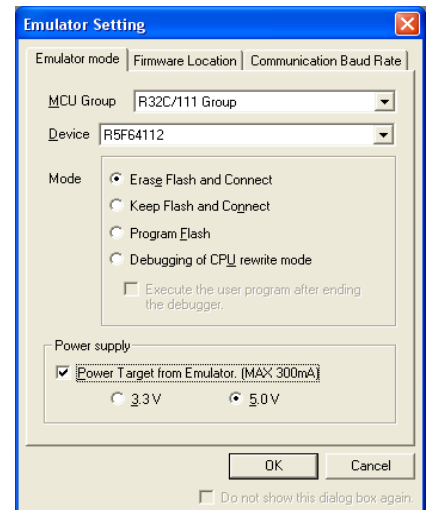 Emulator Setting
Emulator mode Firmware Location Communication Baud Rate
MCU Group R32C/111 Group
Device R5F64112
Mode Erase Flash and Connect
Keep Flash and Connect
Program Flash
Debugging of CPU rewrite mode
Execute the user program after ending
the debugger.
Power supply
Power Target from Emulator. (MAX 300mA)
3.3 V 5.0 V
OK Cancel
Do not show this dialog box again.